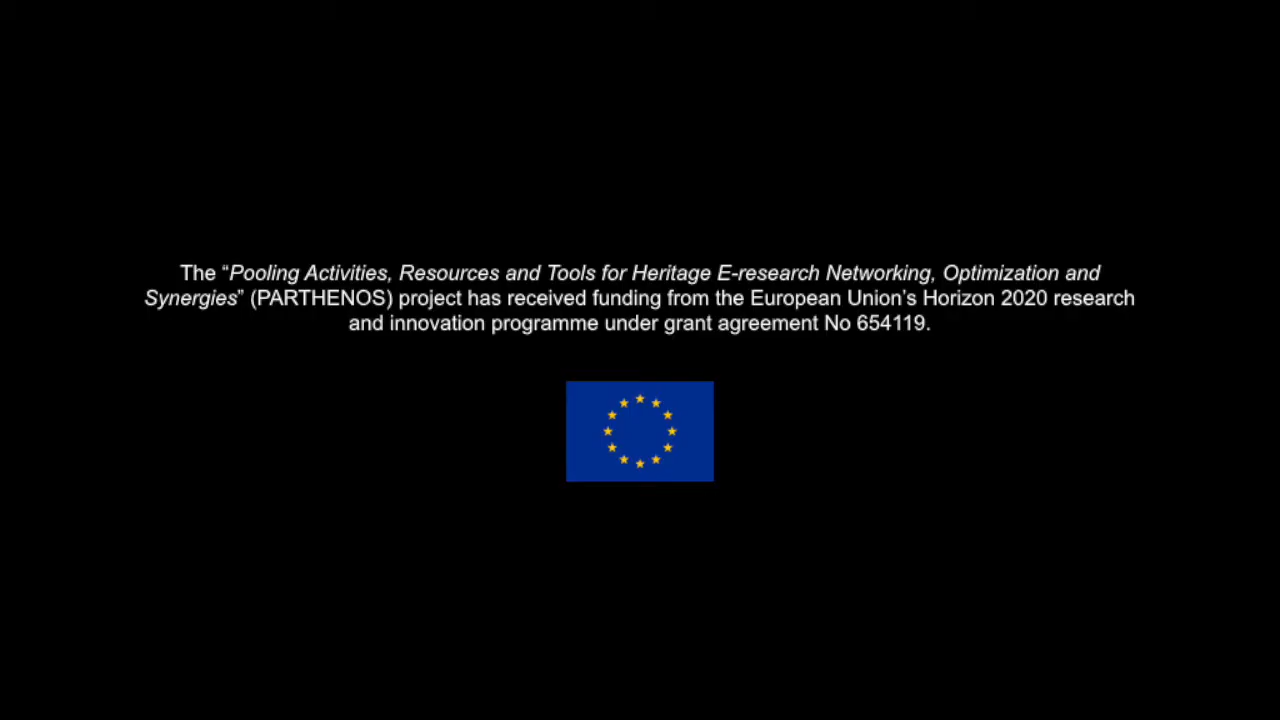 The “Pooling Activities, Resources and Tools for Heritage E-research Networking, Optimization and
Synergies” (PARTHENOS) project has received funding from the European Union’s Horizon 2020 research
and innovation programme under grant agreement No 654119.